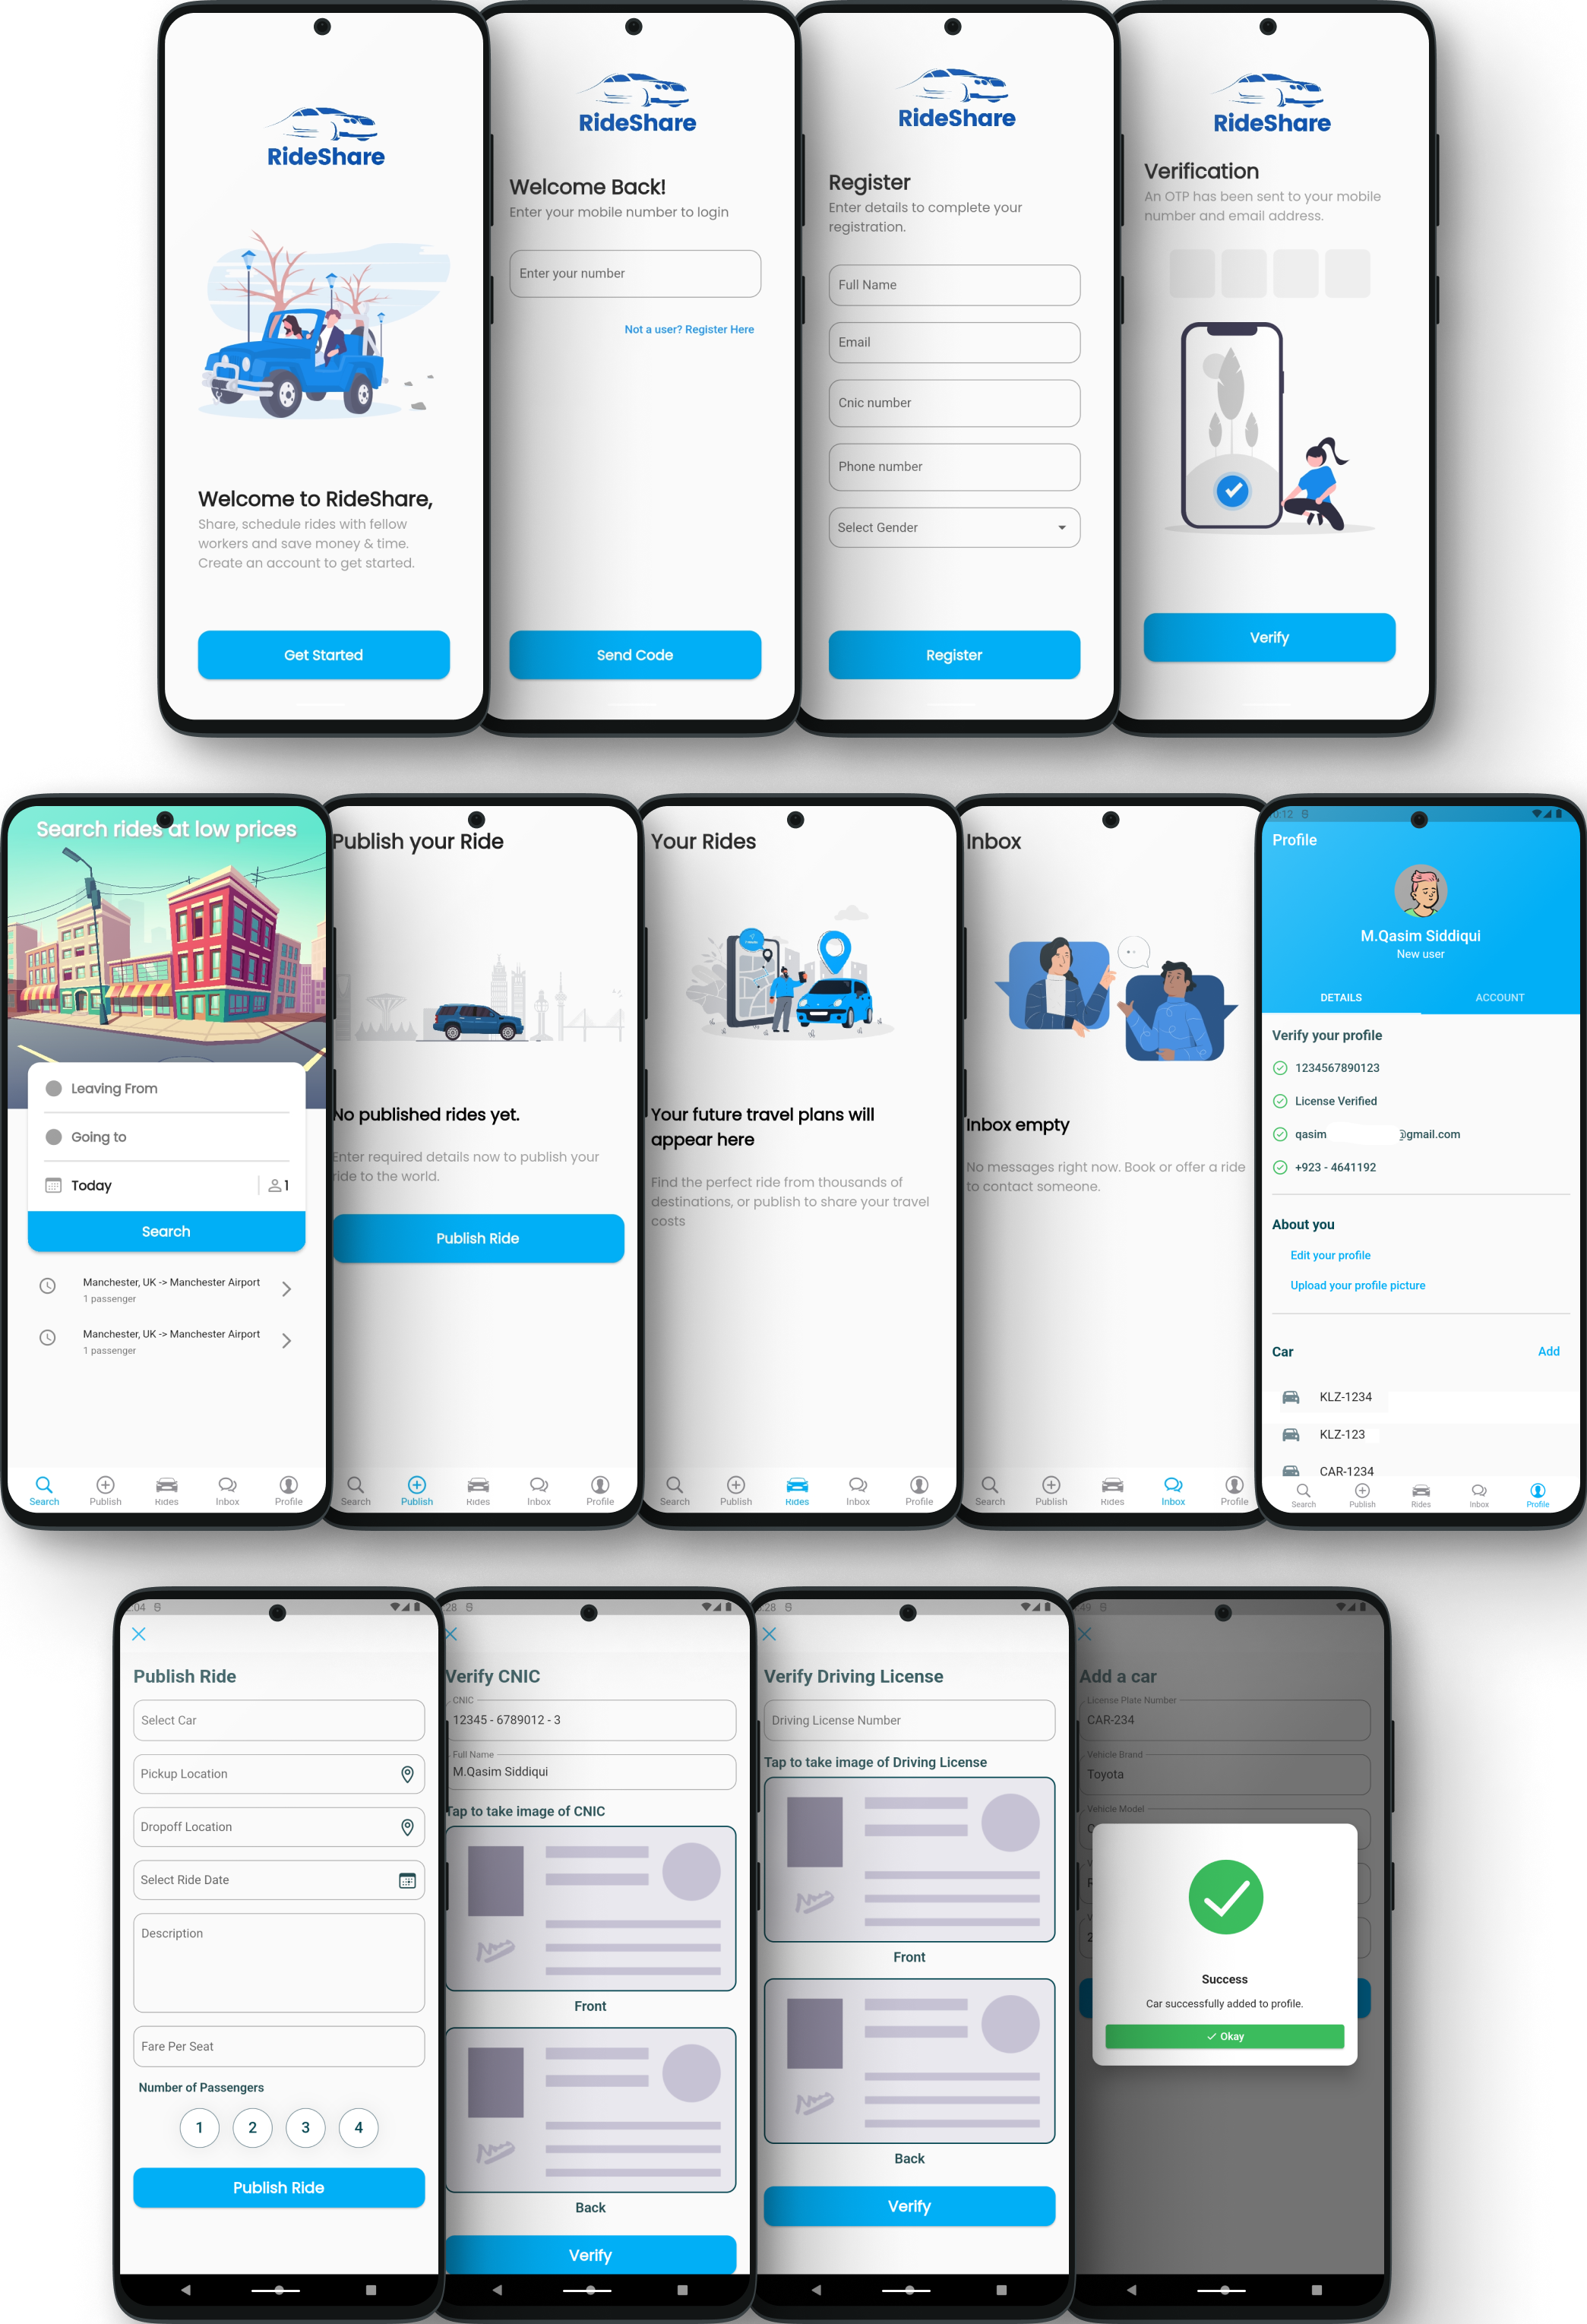 RideShare
Welcome to RideShare,
Share, schedule rides with fellow
workers and save money & time.
Create an account to get started.
Get Started
RideShare
Welcome Back!
Enter your mobile number to login
Enter your number
Not a user? Register Here
Send Code
RideShare
Register
Enter details to complete your
registration.
Full Name
Email
Cnic number
Phone number
Select Gender
Register
RideShare
Verification
An OTP has been sent to your mobile
number and email address.
Verify
Search rides at low prices
Leaving From
Going to
Today
1
Search
Manchester, UK -> Manchester Airport
1 passenger
Manchester, UK -> Manchester Airport
1 passenger
Search Publish Rides Inbox Profile
Publish your Ride
No published rides yet.
Enter required details now to publish your
ride to the world.
Publish Ride
Search Publish Rides Inbox Profile
Your Rides
Your future travel plans will
appear here
Find the perfect ride from thousands of
destinations, or publish to share your travel
costs
Search Publish Rides Inbox Profile
Inbox
Inbox empty
No messages right now. Book or offer a ride
to contact someone.
Search Publish Rides Inbox Profile
:12
Profile
M.Qasim Siddiqui
New user
DETAILS ACCOUNT
Verify your profile
1234567890123
License Verified
qasim @gmail.com
+923 - 4641192
About you
Edit your profile
Upload your profile picture
Car Add
KLZ-1234
KLZ-123
CAR-1234
Search Publish Rides Inbox Profile
:04
Publish Ride
Select Car
Pickup Location
Dropoff Location
Select Ride Date
Description
Fare Per Seat
Number of Passengers
1 2 3 4
Publish Ride
:28
Verify CNIC
CNIC
12345 - 6789012 - 3
Full Name
M.Qasim Siddiqui
Tap to take image of CNIC
Front
Back
Verify
:28
Verify Driving License
Driving License Number
Tap to take image of Driving License
Front
Back
Verify
:49
Add a car
License Plate Number
CAR-234
Vehicle Brand
Toyota
Vehicle Model
Success
Car successfully added to profile.
Okay